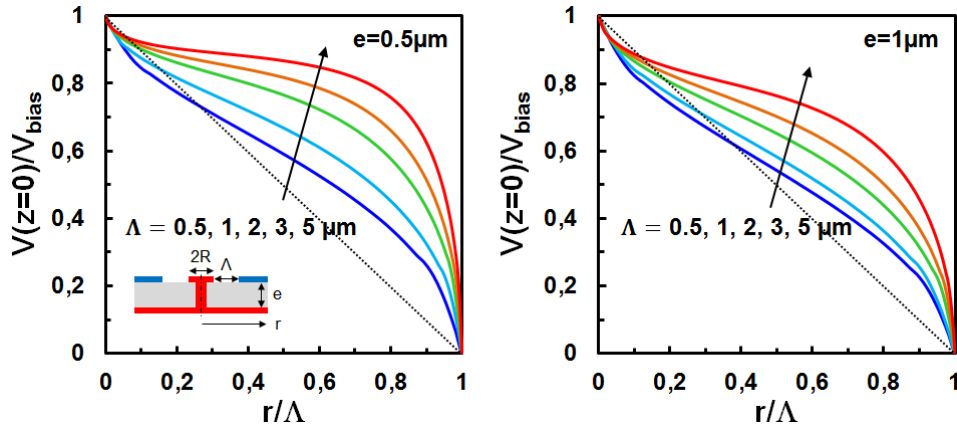 e=0.5µm
V(z=0)/V_bias
1
0,8
0,6
0,4
0,2
0
Λ = 0.5, 1, 2, 3, 5 µm
2R
Λ
e
r
0 0,2 0,4 0,6 0,8 1
r/Λ
e=1µm
V(z=0)/V_bias
1
0,8
0,6
0,4
0,2
0
Λ = 0.5, 1, 2, 3, 5 µm
0 0,2 0,4 0,6 0,8 1
r/Λ